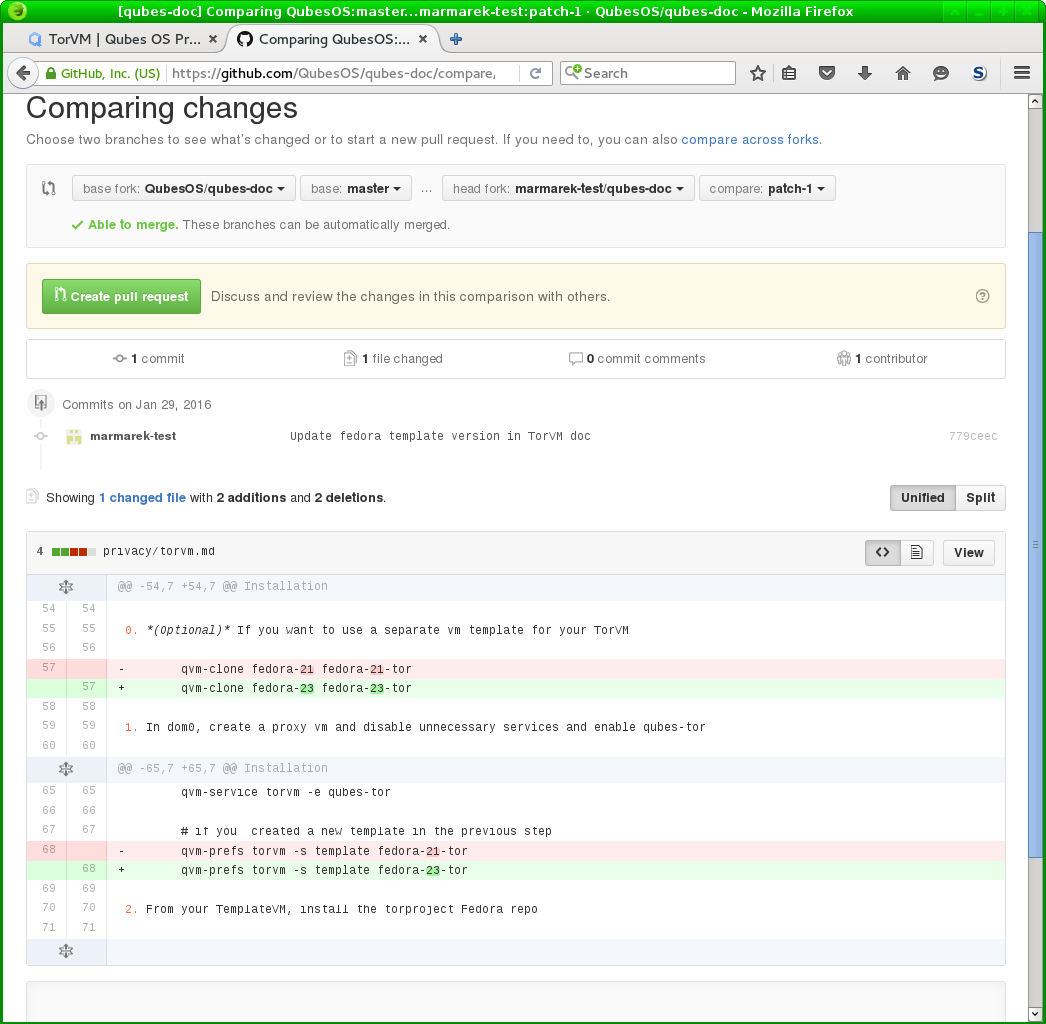 [qubes-doc] Comparing QubesOS:master...marmarek-test:patch-1 · QubesOS/qubes-doc - Mozilla Firefox
TorVM | Qubes OS Pr... × Comparing QubesOS:... ×
GitHub, Inc. (US) https://github.com/QubesOS/qubes-doc/compare/ Search S
Comparing changes
Choose two branches to see what's changed or to start a new pull request. If you need to, you can also compare across forks.
base fork: QubesOS/qubes-doc base: master ... head fork: marmarek-test/qubes-doc compare: patch-1
Able to merge. These branches can be automatically merged.
Create pull request Discuss and review the changes in this comparison with others. ?
1 commit 1 file changed 0 commit comments 1 contributor
Commits on Jan 29, 2016
marmarek-test Update fedora template version in TorVM doc 779ceec
Showing 1 changed file with 2 additions and 2 deletions. Unified Split
4 privacy/torvm.md <> View
@@ -54,7 +54,7 @@ Installation
54 54
55 55 0. *(Optional)* If you want to use a separate vm template for your TorVM
56 56
57 - qvm-clone fedora-21 fedora-21-tor
57 + qvm-clone fedora-23 fedora-23-tor
58 58
59 59 1. In dom0, create a proxy vm and disable unnecessary services and enable qubes-tor
60 60
@@ -65,7 +65,7 @@ Installation
65 65 qvm-service torvm -e qubes-tor
66 66
67 67 # if you  created a new template in the previous step
68 - qvm-prefs torvm -s template fedora-21-tor
68 + qvm-prefs torvm -s template fedora-23-tor
69 69
70 70 2. From your TemplateVM, install the torproject Fedora repo
71 71